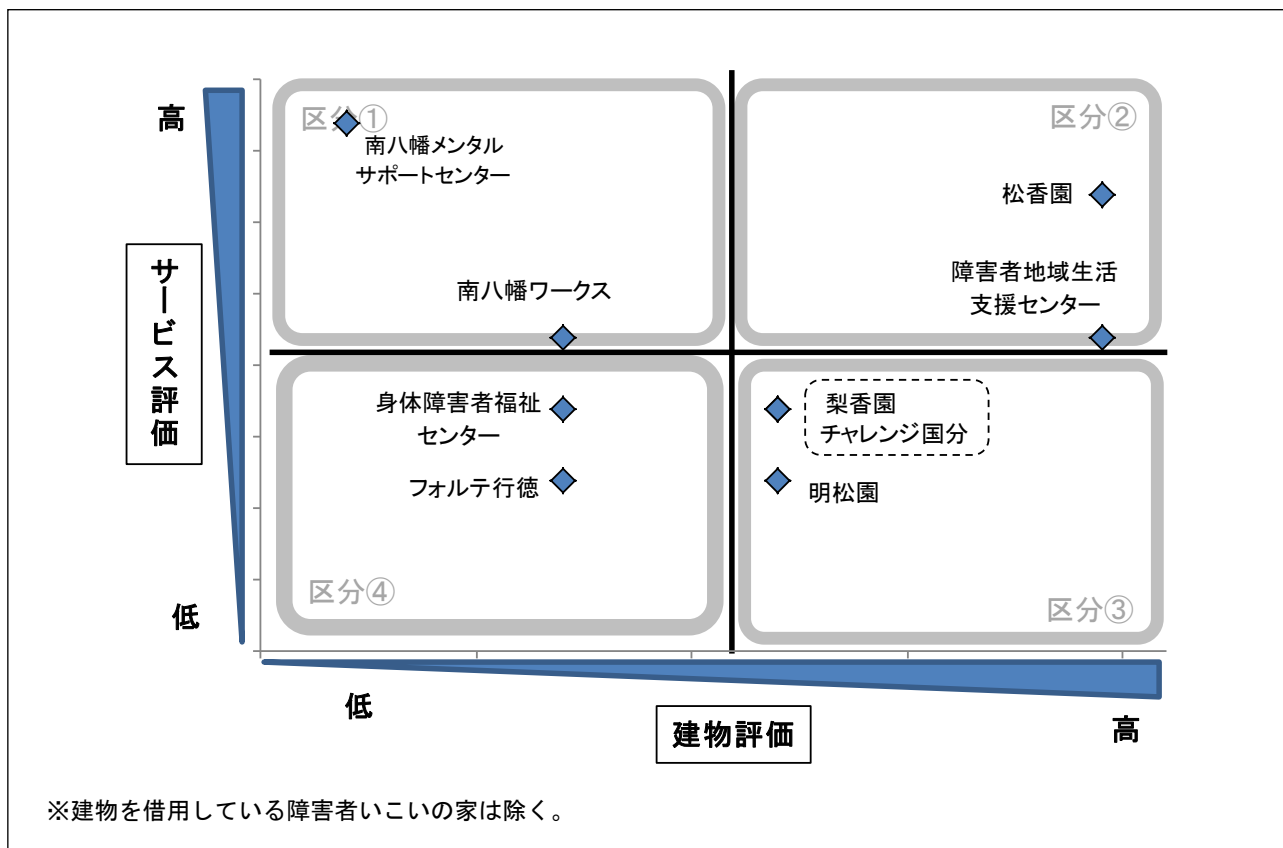 高
区分①
南八幡メンタル
サポートセンター
区分②
松香園
サービス評価
南八幡ワークス
障害者地域生活
支援センター
身体障害者福祉
センター
フォルテ行徳
梨香園
チャレンジ国分
明松園
区分④
区分③
低
低
建物評価
高
※建物を借用している障害者いこいの家は除く。